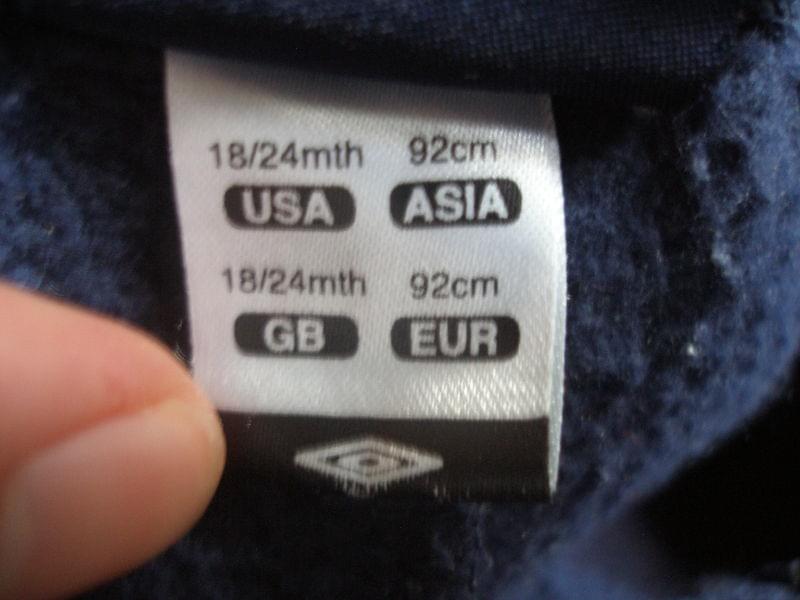 18/24mth 92cm
USA ASIA
18/24mth 92cm
GB EUR